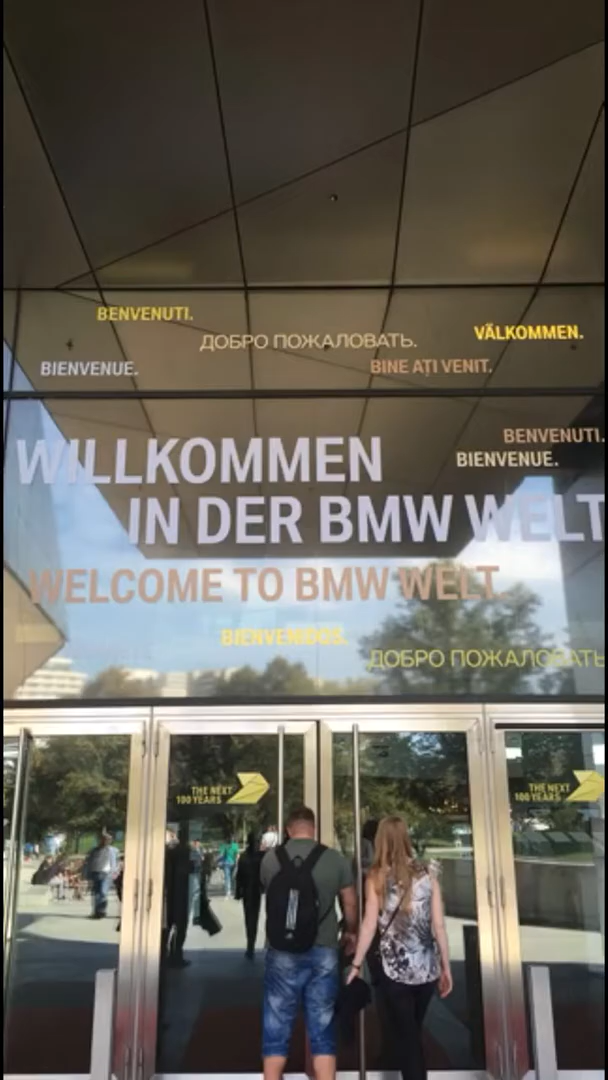 BENVENUTI.
VÄLKOMMEN.
ДОБРО ПОЖАЛОВАТЬ.
BIENVENUE.
BINE AȚI VENIT.
BENVENUTI.
WILLKOMMEN
BIENVENUE.
IN DER BMW WELT
WELCOME TO BMW WELT.
BIENVENIDOS.
ДОБРО ПОЖАЛОВАТЬ
THE NEXT
100 YEARS
THE NEXT
100 YEARS